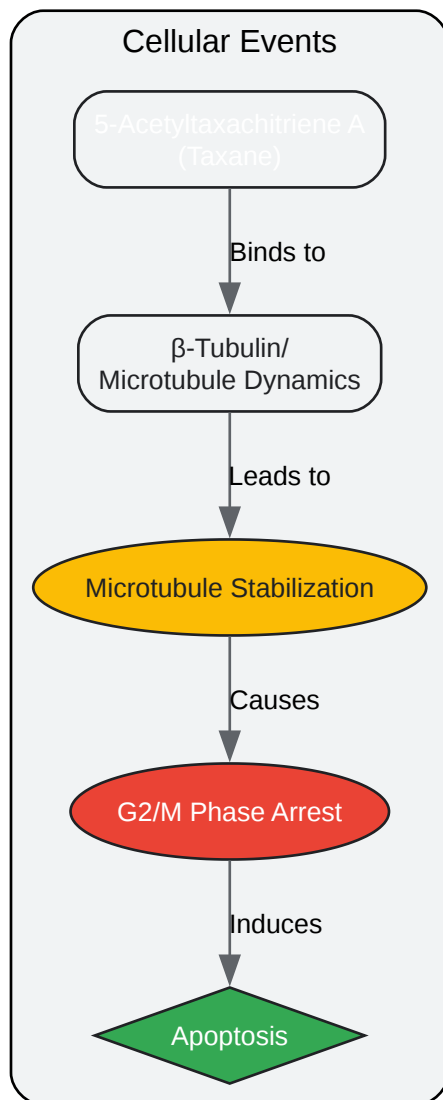 Cellular Events
5-Acetyltaxachitriene A
(Taxane)
Binds to
β-Tubulin/
Microtubule Dynamics
Leads to
Microtubule Stabilization
Causes
G2/M Phase Arrest
Induces
Apoptosis